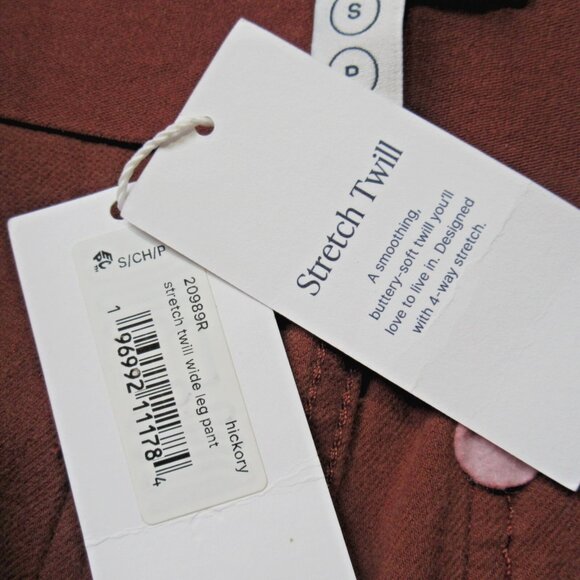 S
P
Stretch Twill
A smoothing,
buttery-soft twill you'll
love to live in. Designed
with 4-way stretch.
S/CH/P
20989R
stretch twill wide leg pant
hickory
1 96992 11178 4